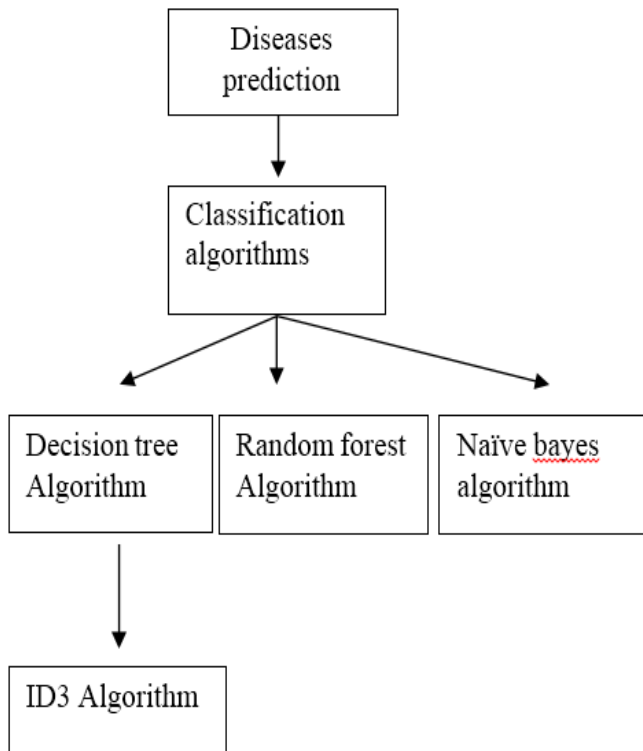 Diseases
prediction
Classification
algorithms
Decision tree
Algorithm
Random forest
Algorithm
Naïve bayes
algorithm
ID3 Algorithm